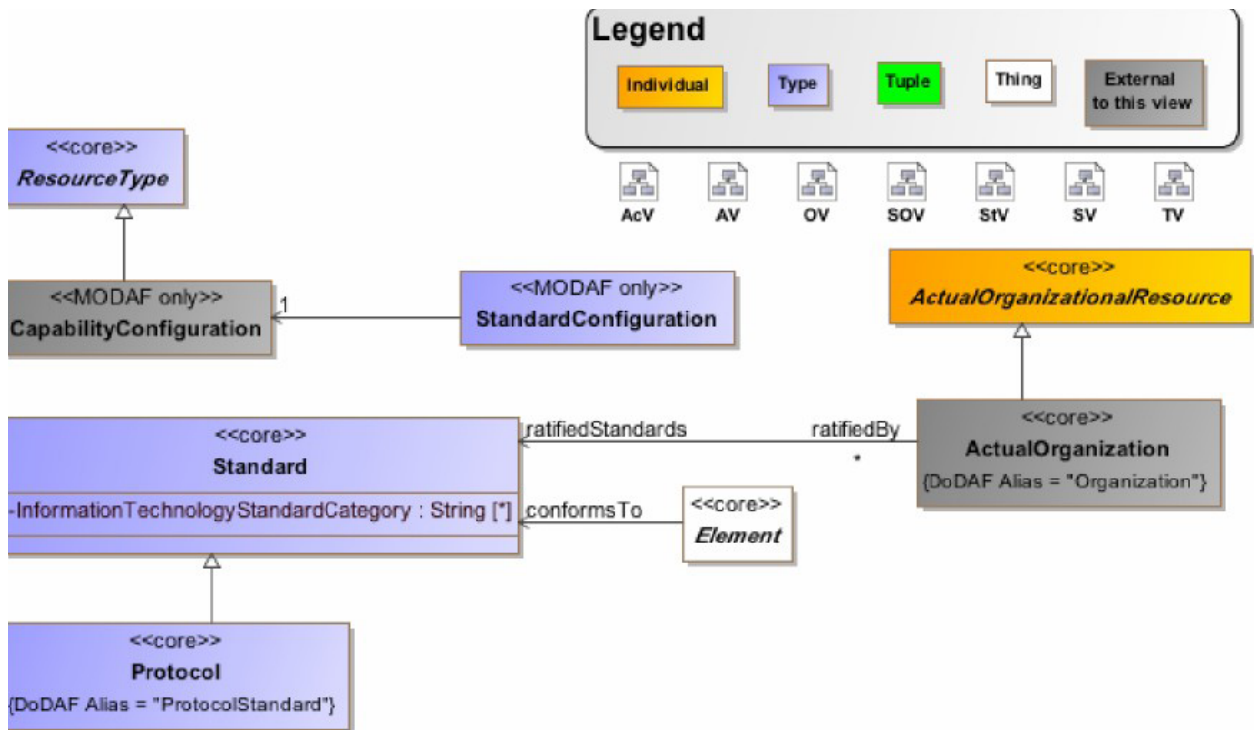 Legend
Individual
Type
Tuple
Thing
External
to this view
AcV
AV
OV
SOV
StV
SV
TV
<<core>>
ResourceType
<<MODAF only>>
CapabilityConfiguration
1
<<MODAF only>>
StandardConfiguration
<<core>>
ActualOrganizationalResource
<<core>>
Standard
-InformationTechnologyStandardCategory : String [*]
ratifiedStandards
ratifiedBy
*
<<core>>
ActualOrganization
{DoDAF Alias = "Organization"}
conformsTo
<<core>>
Element
<<core>>
Protocol
{DoDAF Alias = "ProtocolStandard"}